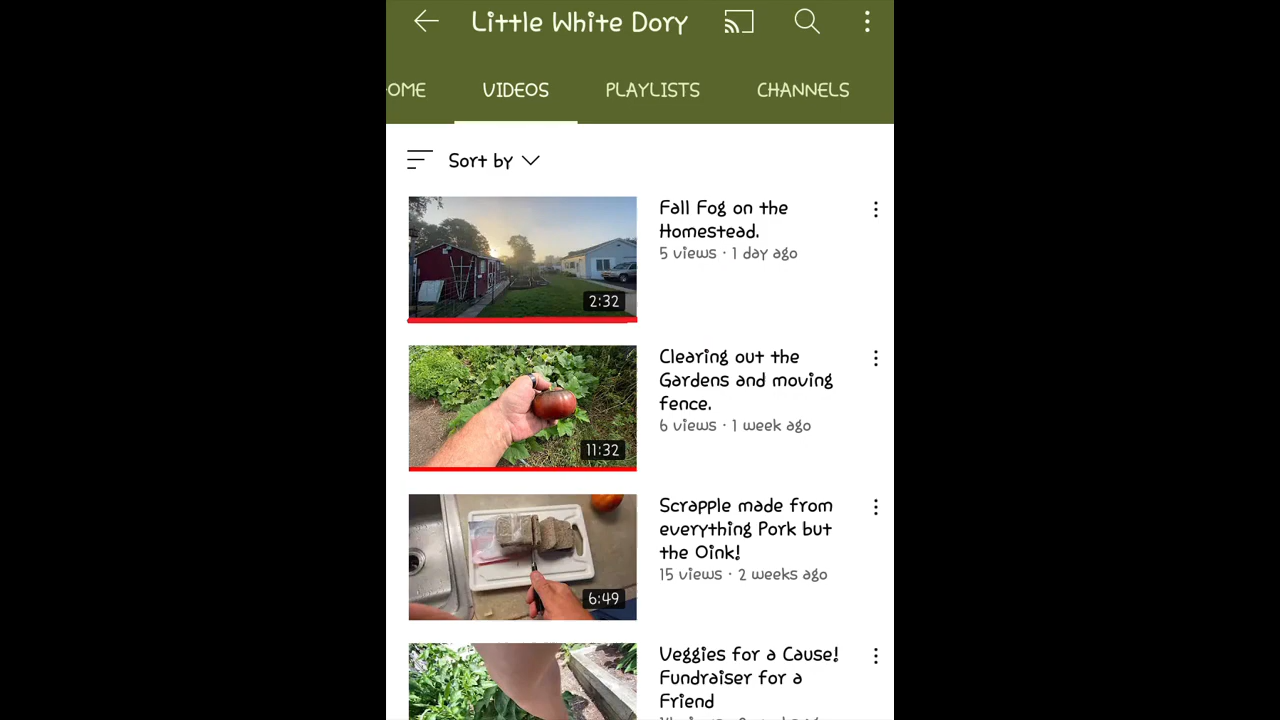 Little White Dory
OME VIDEOS PLAYLISTS CHANNELS
Sort by
Fall Fog on the
Homestead.
5 views · 1 day ago
2:32
Clearing out the
Gardens and moving
fence.
6 views · 1 week ago
11:32
Scrapple made from
everything Pork but
the Oink!
15 views · 2 weeks ago
6:49
Veggies for a Cause!
Fundraiser for a
Friend